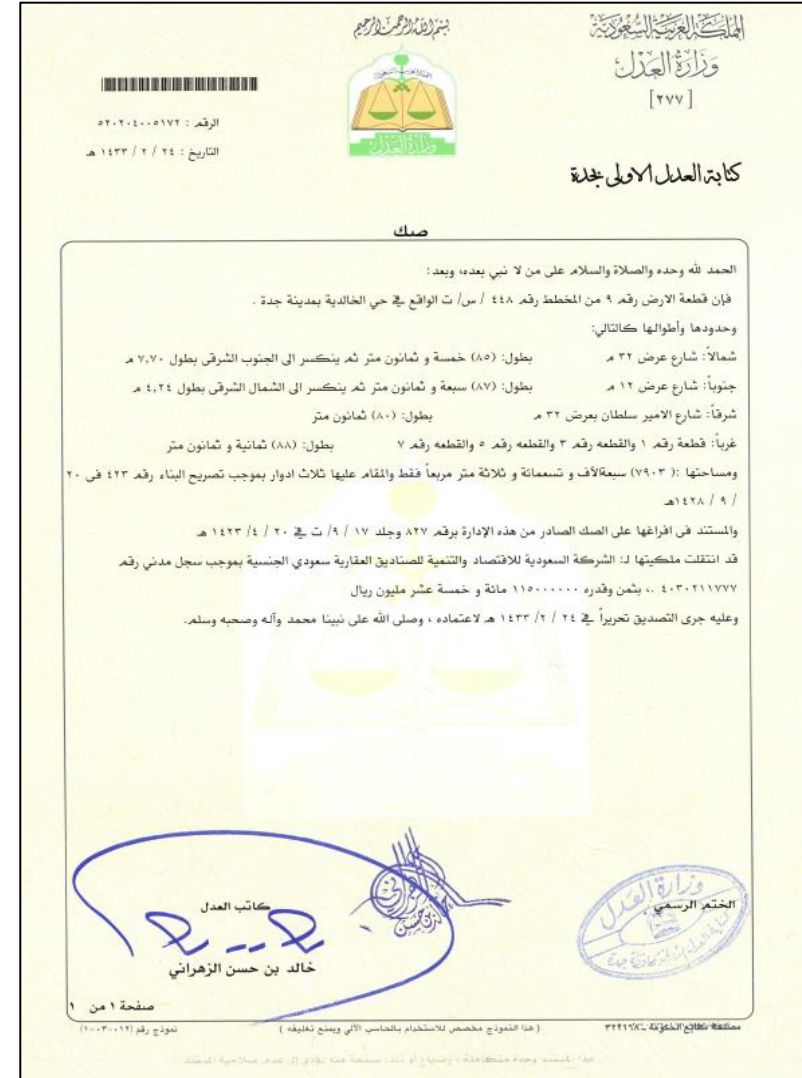 المملكة العربية السعودية
وزارة العدل
[٢٧٧]
كتابة العدل الاولى بجدة
بسم الله الرحمن الرحيم
وزارة العدل
الرقم : ٥٢٠٢٠٤٠٠٥١٧٢
التاريخ : ٢٤ / ٢ / ١٤٣٣ هـ
صك
الحمد لله وحده والصلاة والسلام على من لا نبي بعده، وبعد:
فإن قطعة الارض رقم ٩ من المخطط رقم ٤٤٨ / س/ ت الواقع في حي الخالدية بمدينة جدة .
وحدودها وأطوالها كالتالي:
شمالاً: شارع عرض ٣٢ م بطول: (٨٥) خمسة و ثمانون متر ثم ينكسر الى الجنوب الشرقى بطول ٧,٧٠ م
جنوباً: شارع عرض ١٢ م بطول: (٨٧) سبعة و ثمانون متر ثم ينكسر الى الشمال الشرقى بطول ٤,٢٤ م
شرقاً: شارع الامير سلطان بعرض ٣٢ م بطول: (٨٠) ثمانون متر
غرباً: قطعة رقم ١ والقطعه رقم ٣ والقطعه رقم ٥ والقطعه رقم ٧ بطول: (٨٨) ثمانية و ثمانون متر
ومساحتها :( ٧٩٠٣) سبعةالأف و تسعمائة و ثلاثة متر مربعاً فقط والمقام عليها ثلاث ادوار بموجب تصريح البناء رقم ٤٢٣ فى ٢٠
/ ٩ / ١٤٢٨هـ
والمستند فى افراغها على الصك الصادر من هذه الإدارة برقم ٨٢٧ وجلد ١٧ /٩/ ت في ٢٠ / ٤/ ١٤٢٣ هـ
قد انتقلت ملكيتها لـ: الشركة السعودية للاقتصاد والتنمية للصناديق العقارية سعودي الجنسية بموجب سجل مدني رقم
٤٠٣٠٢١١٧٧٧ ،. بثمن وقدره ١١٥٠٠٠٠٠٠ مائة و خمسة عشر مليون ريال
وعليه جرى التصديق تحريراً في ٢٤ / ٢/ ١٤٣٣ هـ لاعتماده ، وصلى الله على نبينا محمد وآله وصحبه وسلم.
وزارة العدل
الختم الرسمي
كاتب العدل
خالد بن حسن الزهراني
صفحة ١ من ١
( هذا النموذج مخصص للاستخدام بالحاسب الآلي ويمنع تغليفه )
نموذج رقم (١٢-٠٣-٠١)